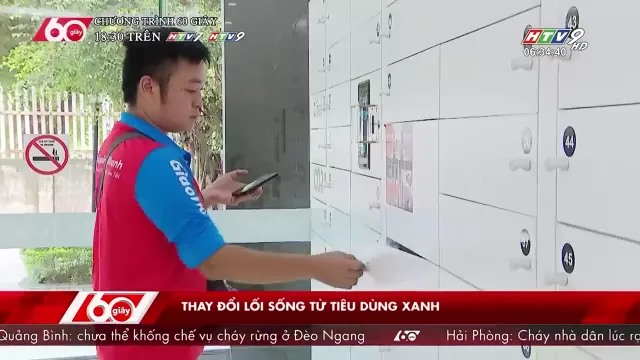 60 giây
CHƯƠNG TRÌNH 60 GIÂY
18:30 TRÊN HTV7 HTV9
HTV9 HD
06:34:40
43
44
45
Giao
60 giây
THAY ĐỔI LỐI SỐNG TỪ TIÊU DÙNG XANH
Quảng Bình: chưa thể khống chế vụ cháy rừng ở Đèo Ngang 60 Hải Phòng: Cháy nhà dân lúc rạ